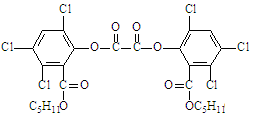 Cl Cl
Cl O O Cl
O-C-C-O
Cl C=O O=C Cl
Cl Cl
O O
C5H11 C5H11